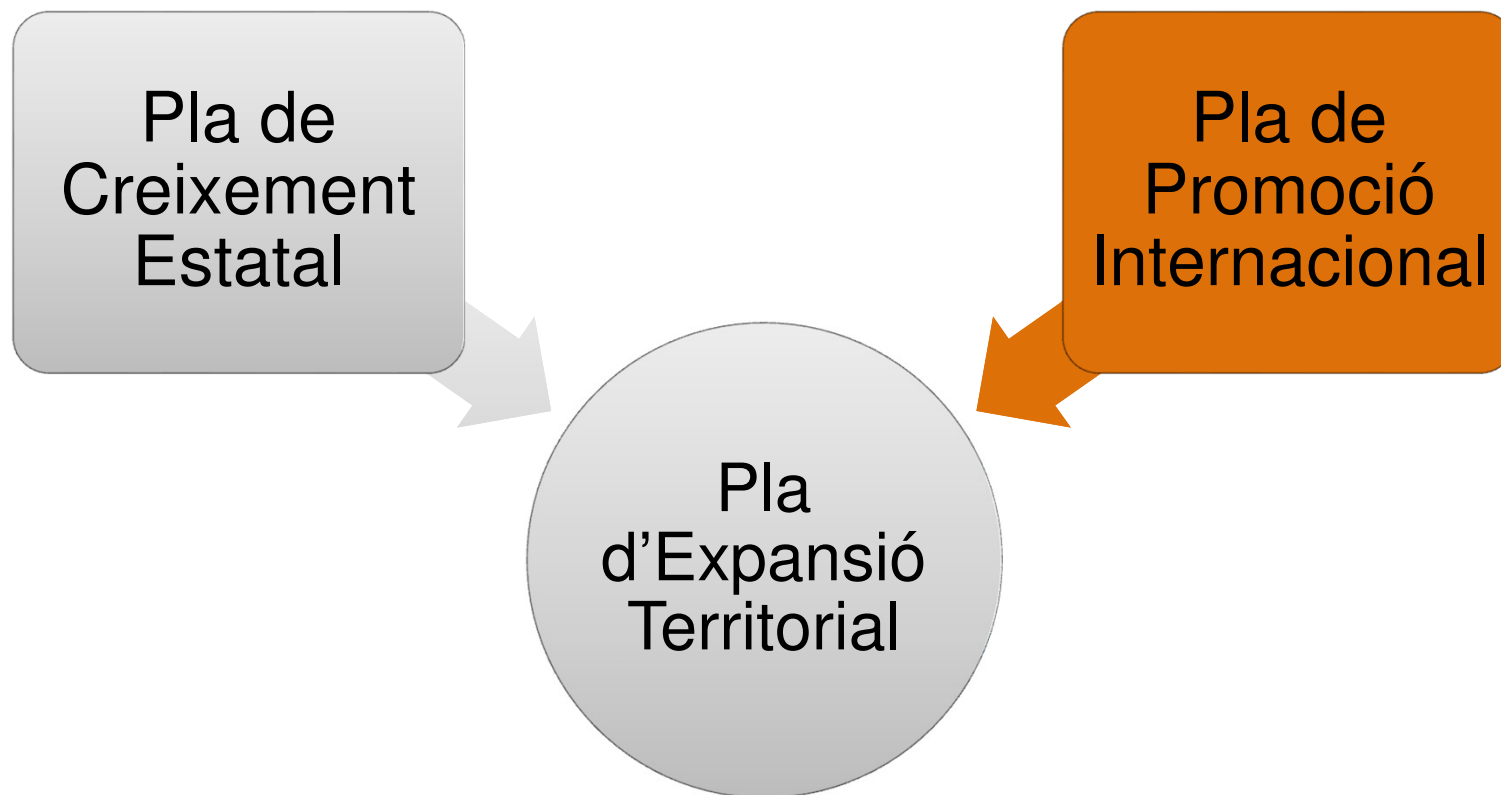 Pla de
Creixement
Estatal
Pla de
Promoció
Internacional
Pla
d’Expansió
Territorial